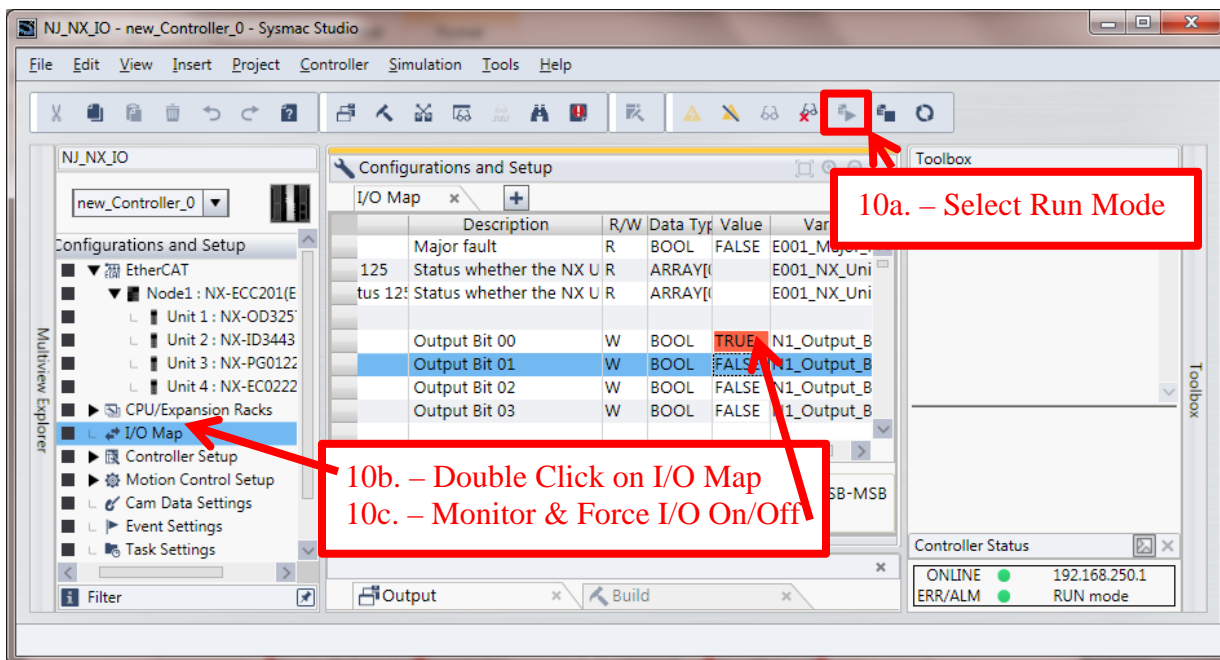 NJ_NX_IO - new_Controller_0 - Sysmac Studio
File Edit View Insert Project Controller Simulation Tools Help
NJ_NX_IO
new_Controller_0
Configurations and Setup
EtherCAT
Node1 : NX-ECC201(E
Unit 1 : NX-OD325
Unit 2 : NX-ID3443
Unit 3 : NX-PG0122
Unit 4 : NX-EC0222
CPU/Expansion Racks
I/O Map
Controller Setup
Motion Control Setup
Cam Data Settings
Event Settings
Task Settings
Filter
Multiview Explorer
Configurations and Setup
I/O Map
Description R/W Data Typ Value Var
Major fault R BOOL FALSE E001_Major_
125 Status whether the NX U R ARRAY[ E001_NX_Uni
tus 125 Status whether the NX U R ARRAY[ E001_NX_Uni
Output Bit 00 W BOOL TRUE N1_Output_B
Output Bit 01 W BOOL FALSE N1_Output_B
Output Bit 02 W BOOL FALSE N1_Output_B
Output Bit 03 W BOOL FALSE N1_Output_B
SB-MSB
Output
Build
Toolbox
Toolbox
10a. – Select Run Mode
10b. – Double Click on I/O Map
10c. – Monitor & Force I/O On/Off
Controller Status
ONLINE 192.168.250.1
ERR/ALM RUN mode